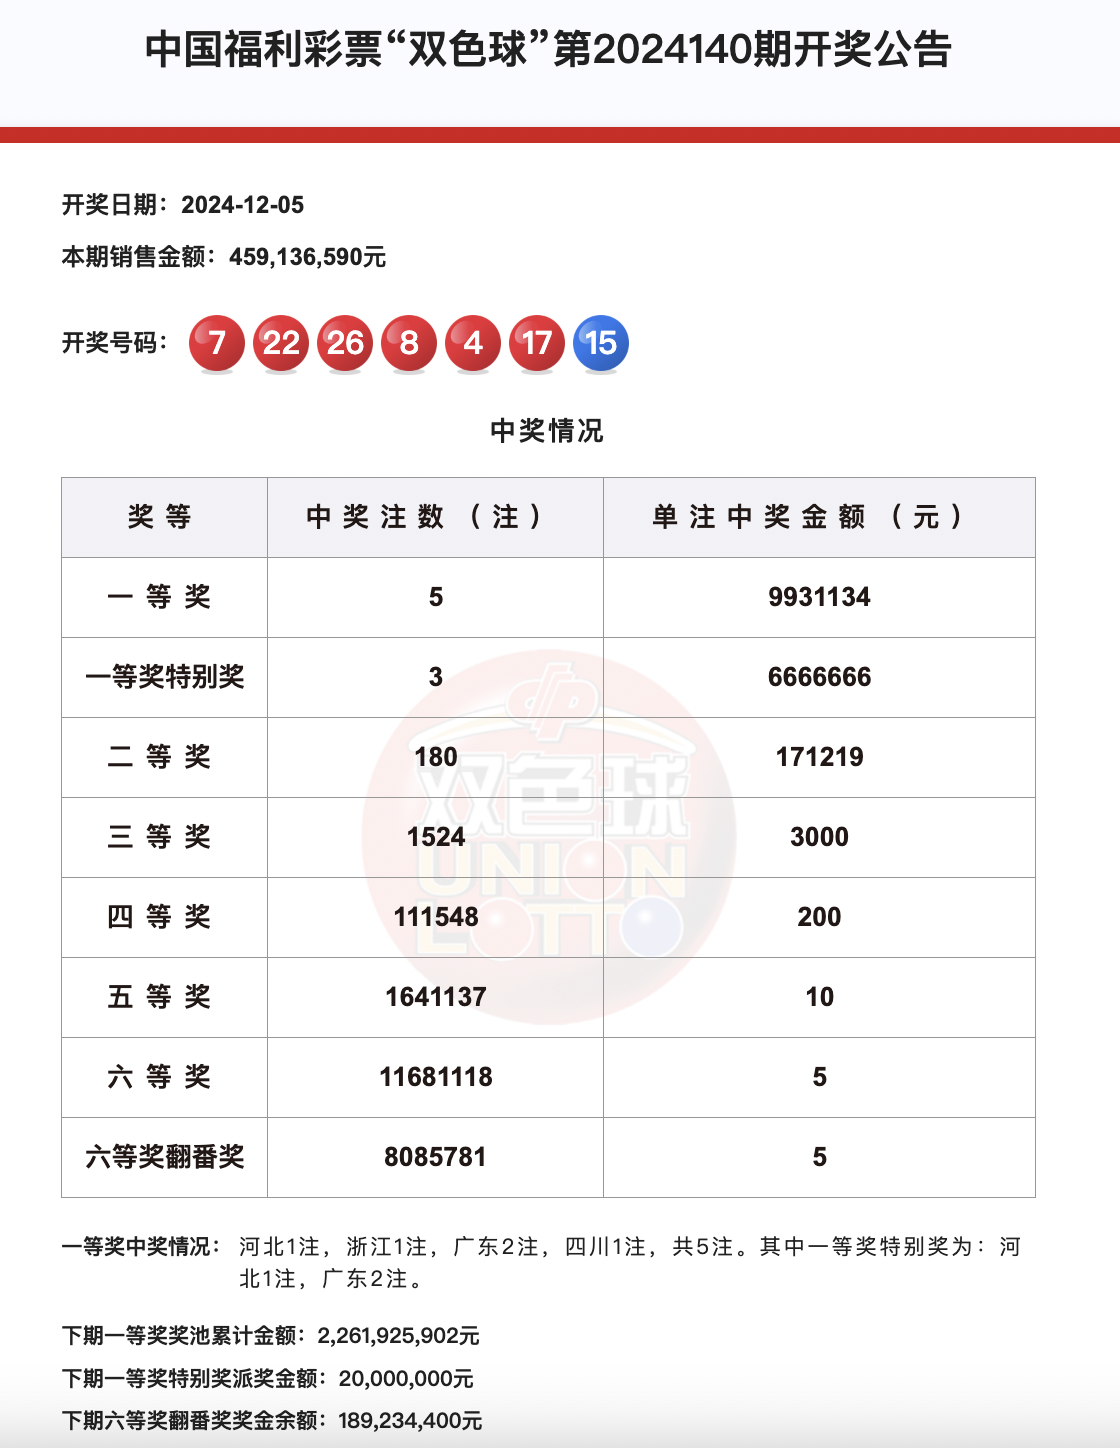 中国福利彩票“双色球”第2024140期开奖公告
开奖日期：2024-12-05
本期销售金额：459,136,590元
开奖号码： 7 22 26 8 4 17 15
中奖情况
奖等 中奖注数（注） 单注中奖金额（元）
一等奖 5 9931134
一等奖特别奖 3 6666666
二等奖 180 171219
三等奖 1524 3000
四等奖 111548 200
五等奖 1641137 10
六等奖 11681118 5
六等奖翻番奖 8085781 5
双色球
UNION
LOTTO
一等奖中奖情况： 河北1注，浙江1注，广东2注，四川1注，共5注。其中一等奖特别奖为：河
北1注，广东2注。
下期一等奖奖池累计金额：2,261,925,902元
下期一等奖特别奖派奖金额：20,000,000元
下期六等奖翻番奖奖金余额：189,234,400元